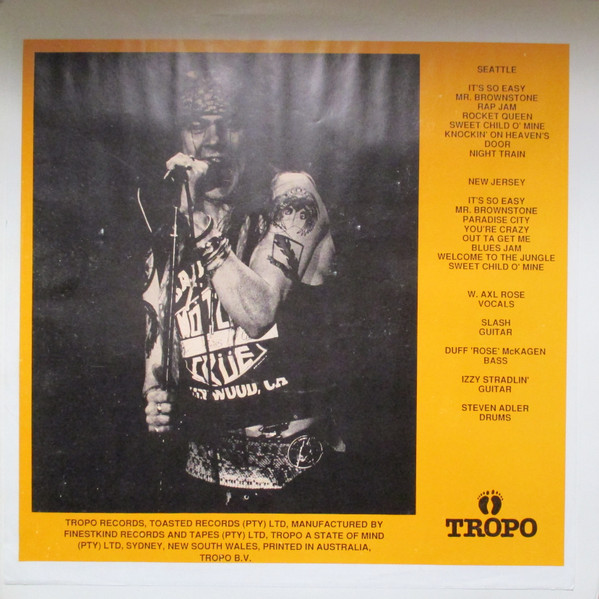 SEATTLE
IT'S SO EASY
MR. BROWNSTONE
RAP JAM
ROCKET QUEEN
SWEET CHILD O' MINE
KNOCKIN' ON HEAVEN'S
DOOR
NIGHT TRAIN
NEW JERSEY
IT'S SO EASY
MR. BROWNSTONE
PARADISE CITY
YOU'RE CRAZY
OUT TA GET ME
BLUES JAM
WELCOME TO THE JUNGLE
SWEET CHILD O' MINE
W. AXL ROSE
VOCALS
SLASH
GUITAR
DUFF 'ROSE' McKAGEN
BASS
IZZY STRADLIN'
GUITAR
STEVEN ADLER
DRUMS
CRUE
WOOD, CA
TROPO
TROPO RECORDS, TOASTED RECORDS (PTY) LTD, MANUFACTURED BY
FINESTKIND RECORDS AND TAPES (PTY) LTD, TROPO A STATE OF MIND
(PTY) LTD, SYDNEY, NEW SOUTH WALES, PRINTED IN AUSTRALIA,
TROPO B.V.